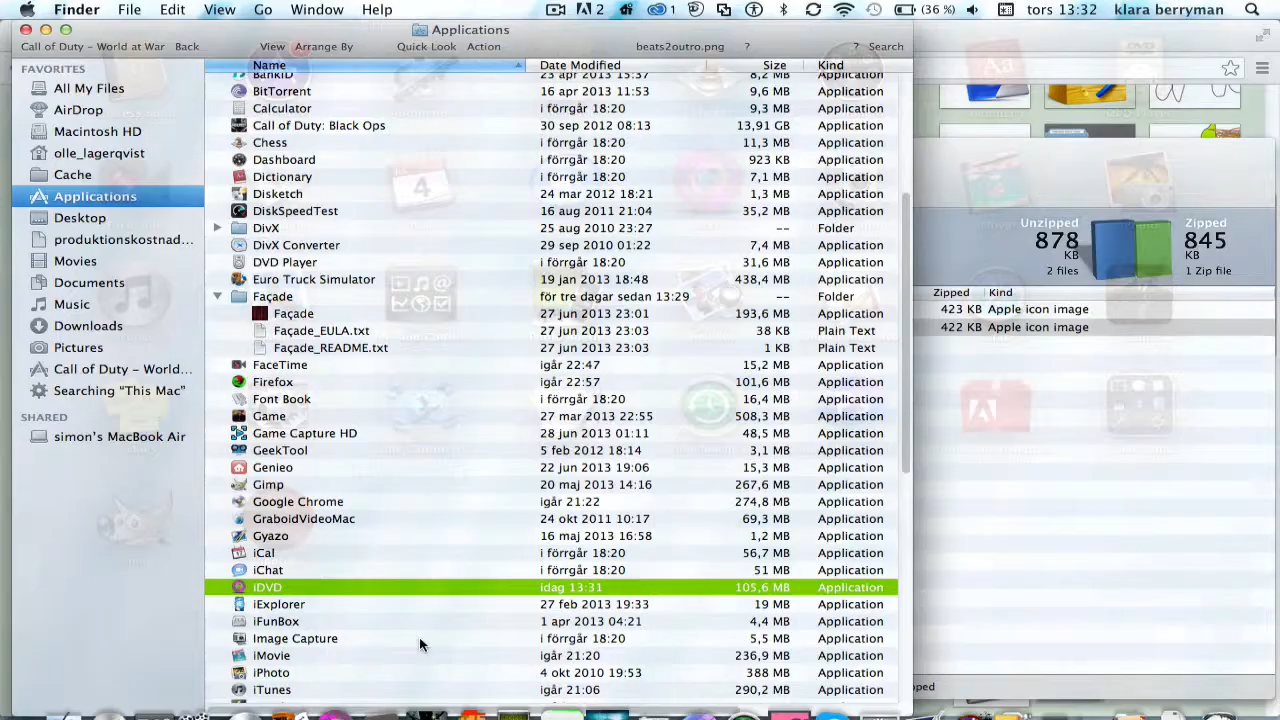 Finder File Edit View Go Window Help 2 1 (36 %) tors 13:32 klara berryman
Applications
Call of Duty - World at War Back View Arrange By Quick Look Action beats2outro.png ? ? Search
FAVORITES
All My Files
AirDrop
Macintosh HD
olle_lagerqvist
Cache
Applications
Desktop
produktionskostnad...
Movies
Documents
Music
Downloads
Pictures
Call of Duty - World...
Searching “This Mac”
SHARED
simon’s MacBook Air
Name Date Modified Size Kind
BankID 23 apr 2013 15:37 8,2 MB Application
BitTorrent 16 apr 2013 11:53 9,6 MB Application
Calculator i förrgår 18:20 9,3 MB Application
Call of Duty: Black Ops 30 sep 2012 08:13 13,91 GB Application
Chess i förrgår 18:20 11,3 MB Application
Dashboard i förrgår 18:20 923 KB Application
Dictionary i förrgår 18:20 7,1 MB Application
Disketch 24 mar 2012 18:21 1,3 MB Application
DiskSpeedTest 16 aug 2011 21:04 35,2 MB Application
DivX 25 aug 2010 23:27 -- Folder
DivX Converter 29 sep 2010 01:22 7,4 MB Application
DVD Player i förrgår 18:20 31,6 MB Application
Euro Truck Simulator 19 jan 2013 18:48 438,4 MB Application
Façade för tre dagar sedan 13:29 -- Folder
Façade 27 jun 2013 23:01 193,6 MB Application
Façade_EULA.txt 27 jun 2013 23:03 38 KB Plain Text
Façade_README.txt 27 jun 2013 23:03 1 KB Plain Text
FaceTime igår 22:47 15,2 MB Application
Firefox igår 22:57 101,6 MB Application
Font Book i förrgår 18:20 16,4 MB Application
Game 27 mar 2013 22:55 508,3 MB Application
Game Capture HD 28 jun 2013 01:11 48,5 MB Application
GeekTool 5 feb 2012 18:14 3,1 MB Application
Genieo 22 jun 2013 19:06 15,3 MB Application
Gimp 20 maj 2013 14:16 267,6 MB Application
Google Chrome igår 21:22 274,8 MB Application
GraboidVideoMac 24 okt 2011 10:17 69,3 MB Application
Gyazo 16 maj 2013 16:58 1,2 MB Application
iCal i förrgår 18:20 56,7 MB Application
iChat i förrgår 18:20 51 MB Application
iDVD idag 13:31 105,6 MB Application
iExplorer 27 feb 2013 19:33 19 MB Application
iFunBox 1 apr 2013 04:21 4,4 MB Application
Image Capture i förrgår 18:20 5,5 MB Application
iMovie igår 21:20 236,9 MB Application
iPhoto 4 okt 2010 19:53 388 MB Application
iTunes igår 21:06 290,2 MB Application
Unzipped Zipped
878 845
KB KB
2 files 1 Zip file
Zipped Kind
423 KB Apple icon image
422 KB Apple icon image